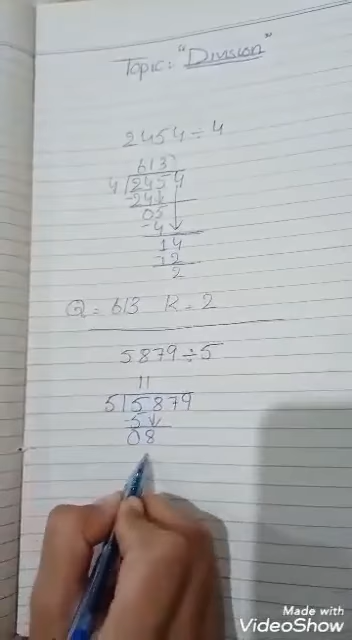 Topic: "Division"
2454 ÷ 4
613
4 2454
-24↓
05
-4
14
12
2
Q = 613 R = 2
5879 ÷ 5
11
5 5879
-5↓
08
Made with
VideoShow